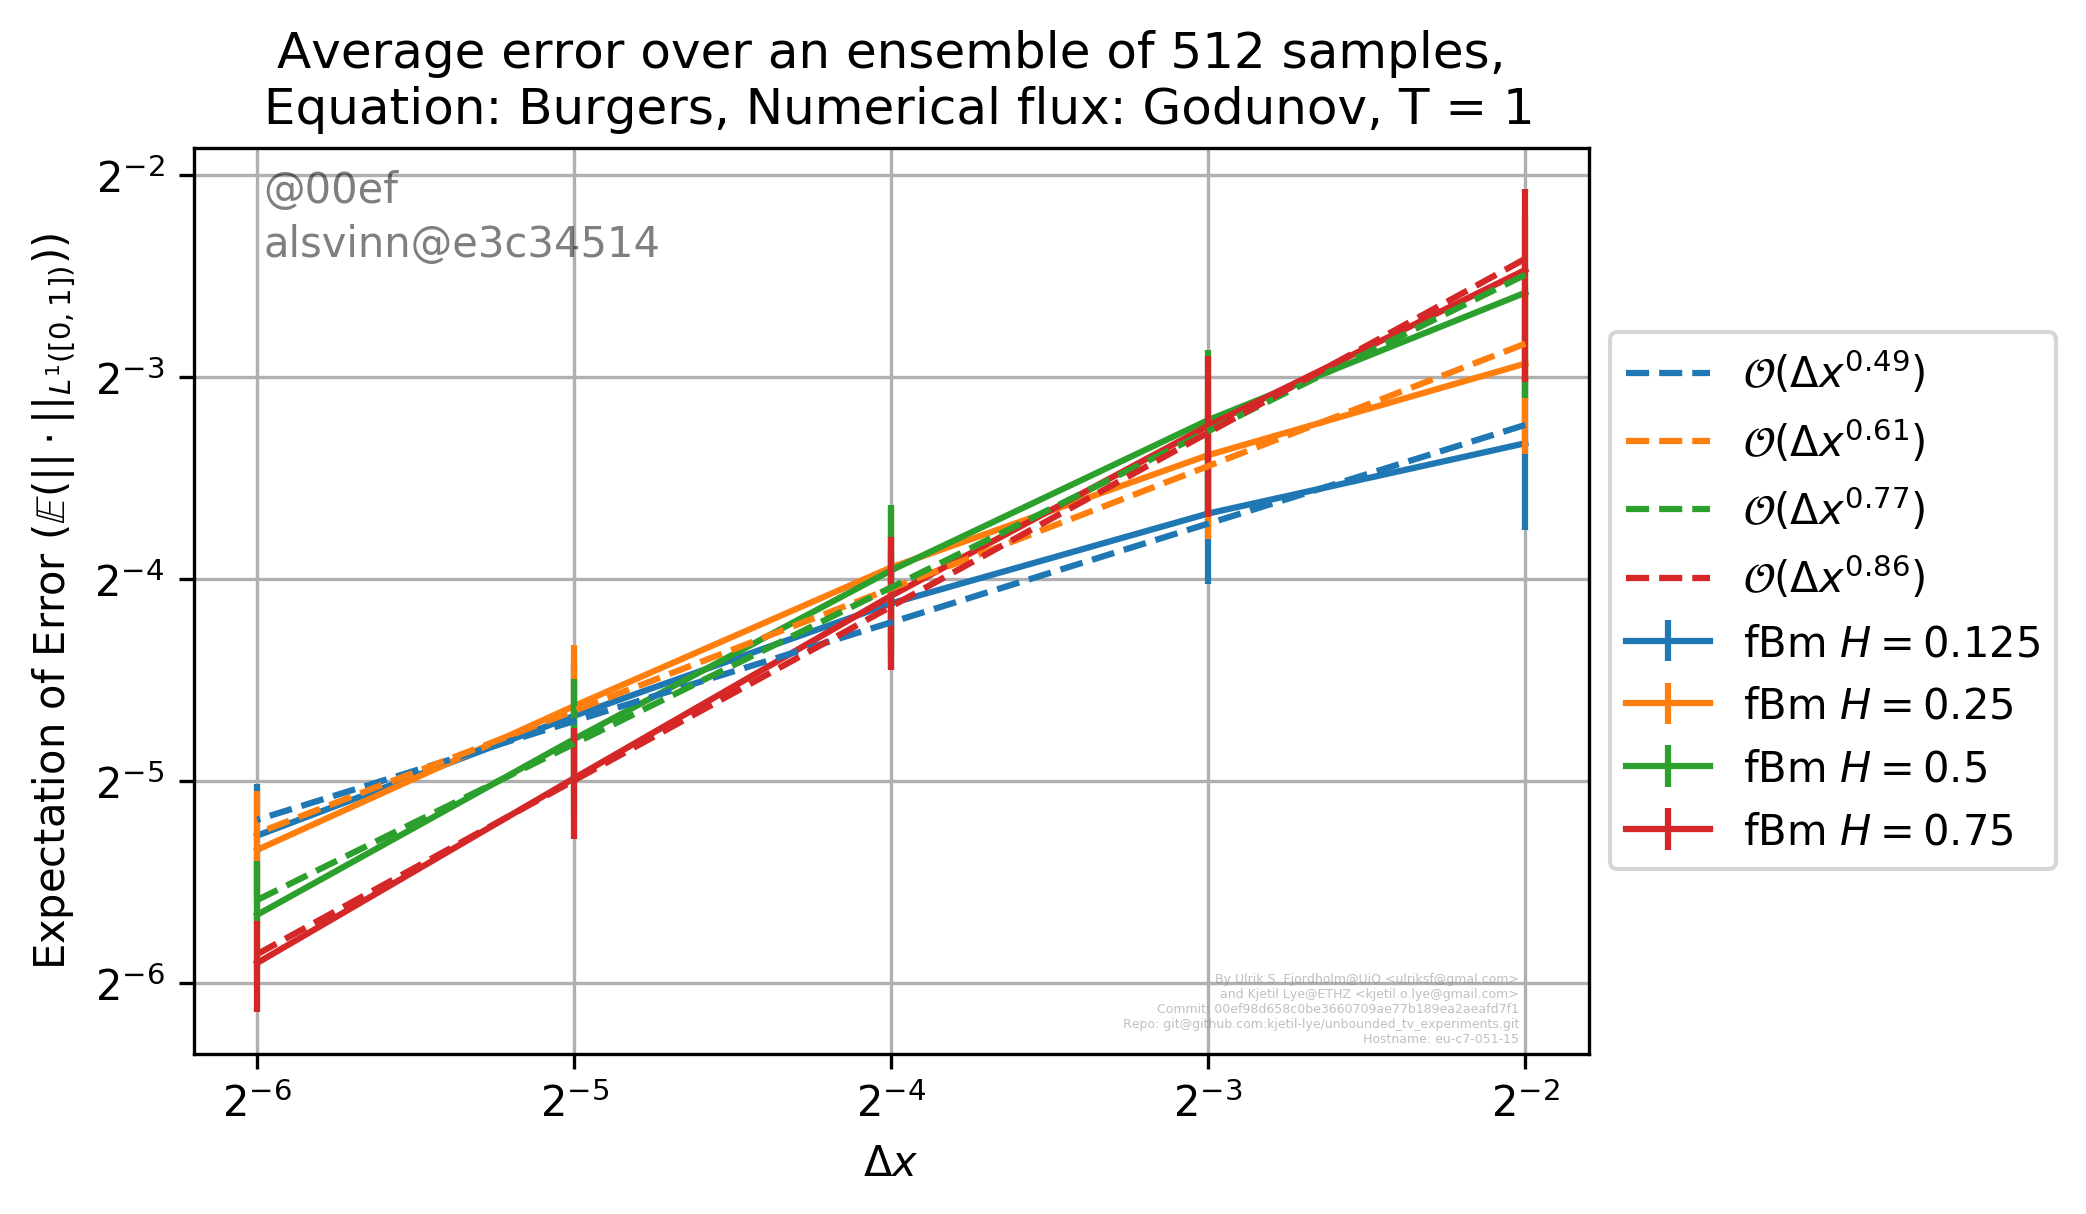 Average error over an ensemble of 512 samples,
Equation: Burgers, Numerical flux: Godunov, T = 1
@00ef
alsvinn@e3c34514
Expectation of Error (𝔼(||·||_{L¹([0,1])}))
2⁻²
2⁻³
2⁻⁴
2⁻⁵
2⁻⁶
By Ulrik S. Fjordholm@UiO <ulriksf@gmal.com>
and Kjetil Lye@ETHZ <kjetil.o.lye@gmail.com>
Commit: 00ef98d658c0be3660709ae77b189ea2aeafd7f1
Repo: git@github.com:kjetil-lye/unbounded_tv_experiments.git
Hostname: eu-c7-051-15
2⁻⁶ 2⁻⁵ 2⁻⁴ 2⁻³ 2⁻²
Δx
𝒪(Δx^0.49)
𝒪(Δx^0.61)
𝒪(Δx^0.77)
𝒪(Δx^0.86)
fBm H = 0.125
fBm H = 0.25
fBm H = 0.5
fBm H = 0.75